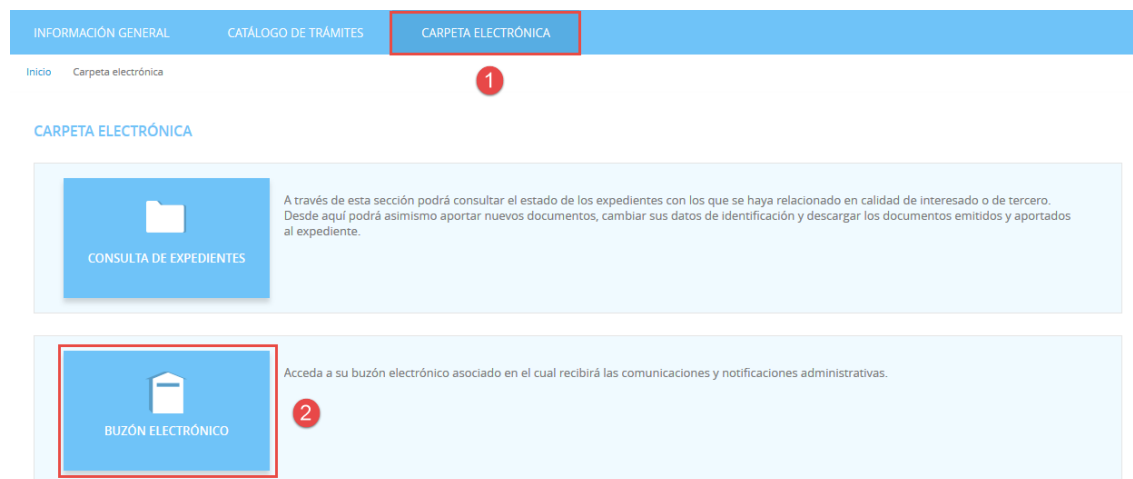 INFORMACIÓN GENERAL CATÁLOGO DE TRÁMITES CARPETA ELECTRÓNICA
Inicio Carpeta electrónica
1
CARPETA ELECTRÓNICA
A través de esta sección podrá consultar el estado de los expedientes con los que se haya relacionado en calidad de interesado o de tercero.
Desde aquí podrá asimismo aportar nuevos documentos, cambiar sus datos de identificación y descargar los documentos emitidos y aportados
al expediente.
CONSULTA DE EXPEDIENTES
Acceda a su buzón electrónico asociado en el cual recibirá las comunicaciones y notificaciones administrativas.
2
BUZÓN ELECTRÓNICO